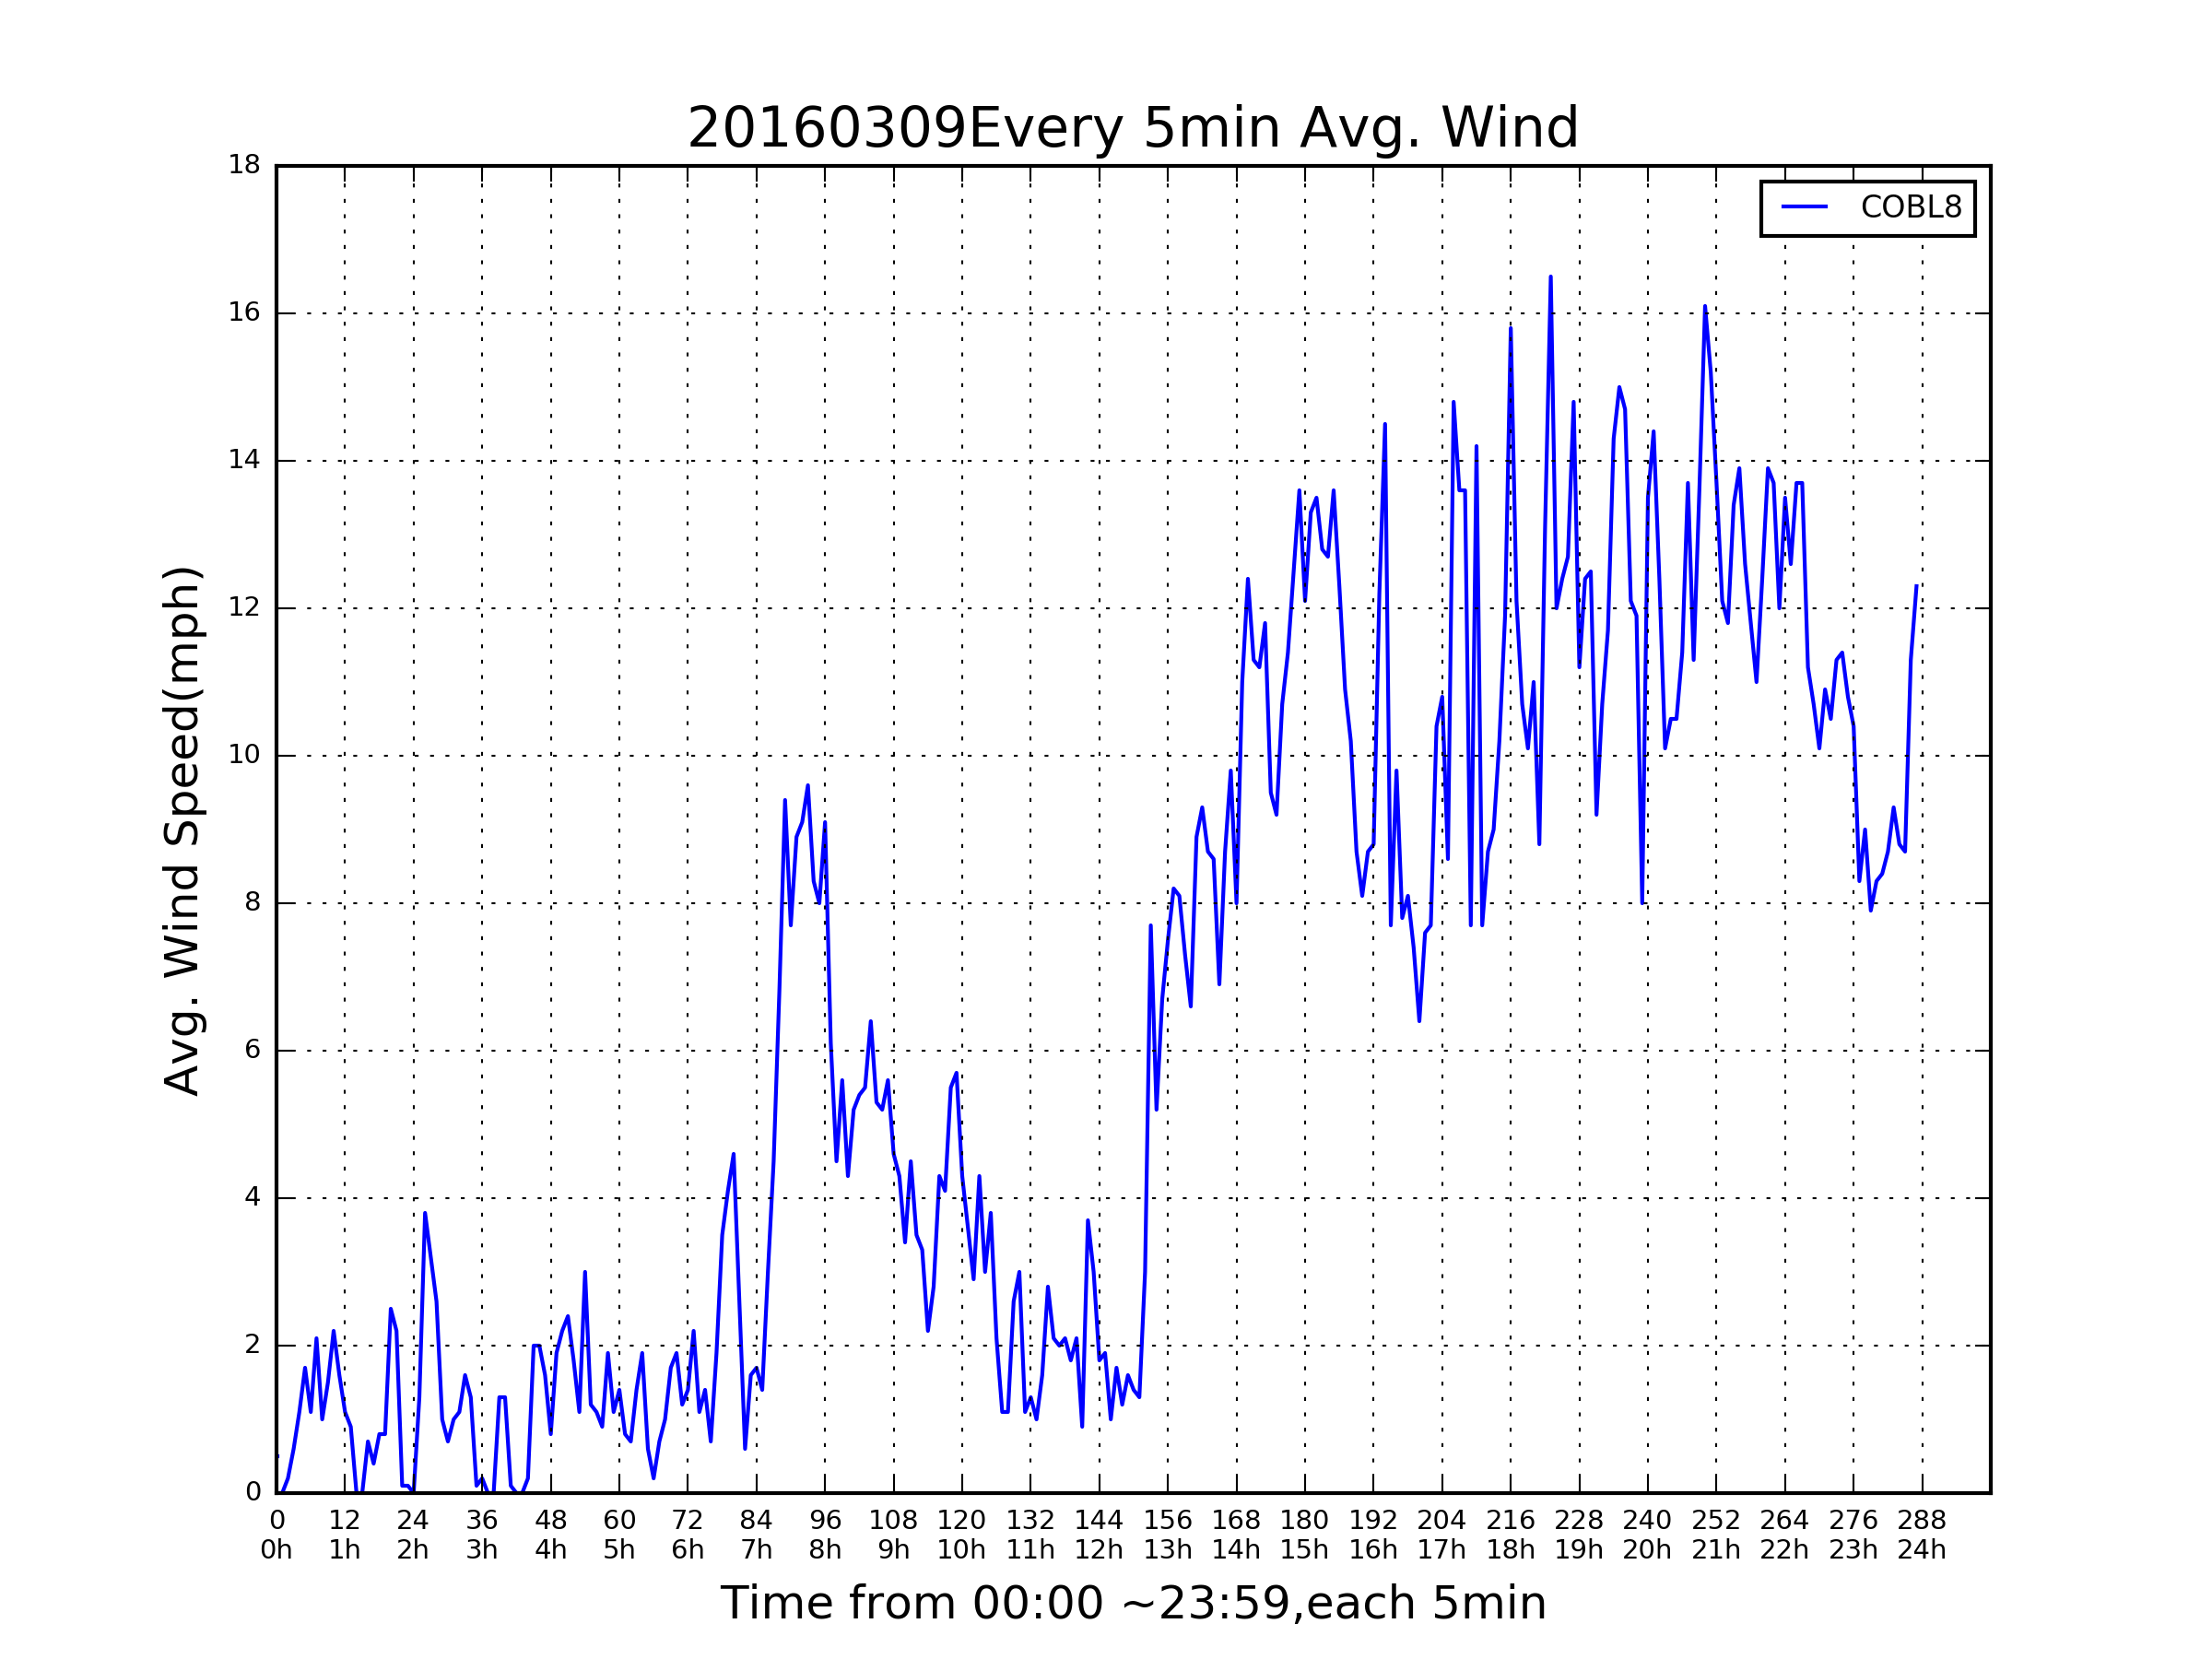 20160309Every 5min Avg. Wind
COBL8
Avg. Wind Speed(mph)
18
16
14
12
10
8
6
4
2
0
0 12 24 36 48 60 72 84 96 108 120 132 144 156 168 180 192 204 216 228 240 252 264 276 288
0h 1h 2h 3h 4h 5h 6h 7h 8h 9h 10h 11h 12h 13h 14h 15h 16h 17h 18h 19h 20h 21h 22h 23h 24h
Time from 00:00 ~23:59,each 5min